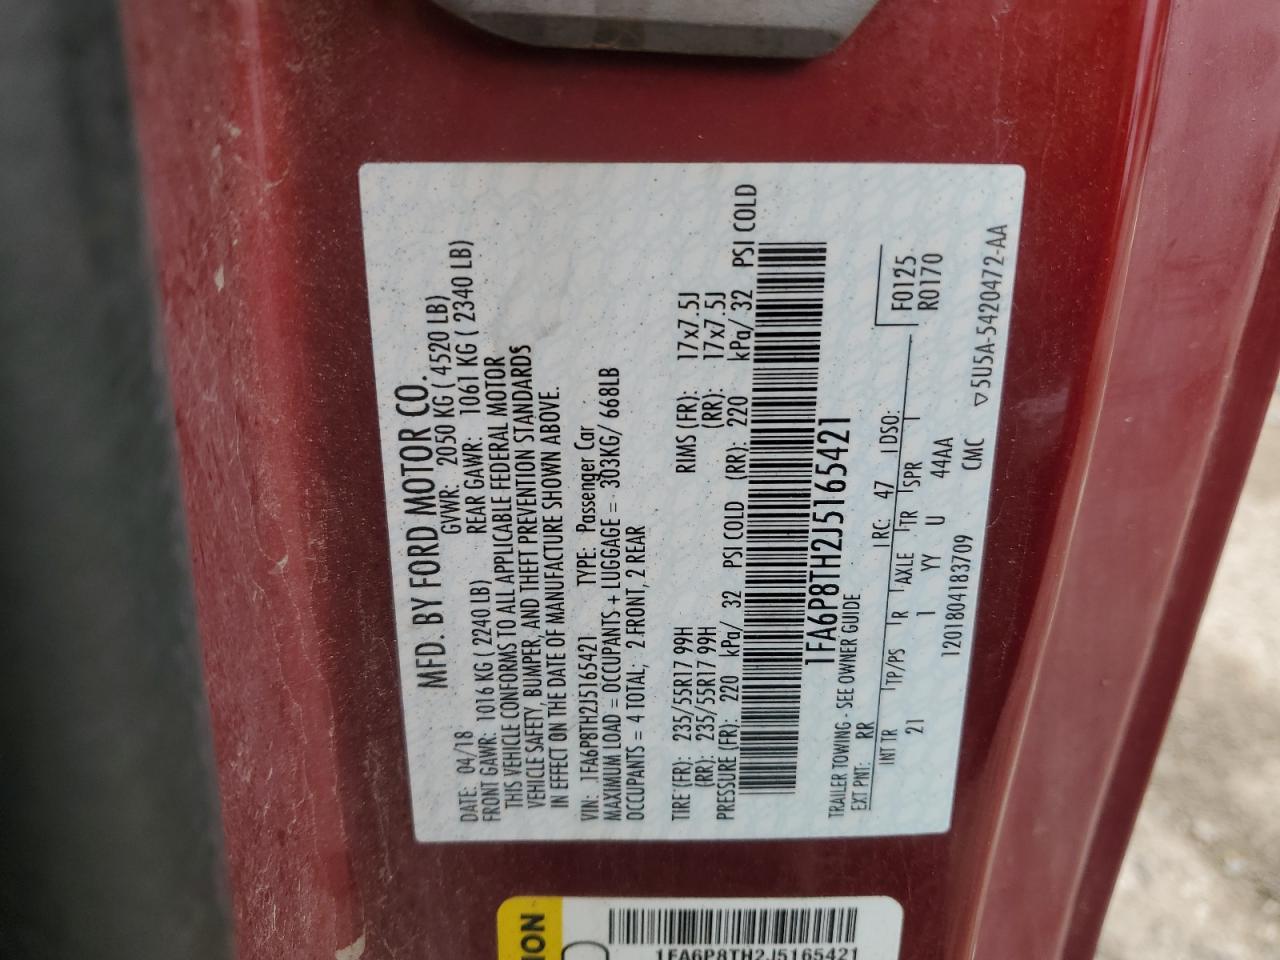 MFD. BY FORD MOTOR CO.
DATE: 04/18 GVWR: 2050 KG ( 4520 LB)
FRONT GAWR: 1016 KG ( 2240 LB) REAR GAWR: 1061 KG ( 2340 LB)
THIS VEHICLE CONFORMS TO ALL APPLICABLE FEDERAL MOTOR
VEHICLE SAFETY, BUMPER, AND THEFT PREVENTION STANDARDS
IN EFFECT ON THE DATE OF MANUFACTURE SHOWN ABOVE.
VIN: 1FA6P8TH2J5165421 TYPE: Passenger Car
MAXIMUM LOAD = OCCUPANTS + LUGGAGE = 303KG/ 668LB
OCCUPANTS = 4 TOTAL; 2 FRONT, 2 REAR
TIRE (FR): 235/55R17 99H RIMS (FR): 17x7.5J
(RR): 235/55R17 99H (RR): 17x7.5J
PRESSURE (FR): 220 kPa/ 32 PSI COLD (RR): 220 kPa/ 32 PSI COLD
1FA6P8TH2J5165421
TRAILER TOWING - SEE OWNER GUIDE
EXT PNT: RR RC: 47 DSO: F0125
R0170
INT TR TP/PS R AXLE TR SPR
21 I YY U 44AA
120180418370​9 CMC ▽5U5A-5420472-AA
ION
1FA6P8TH2J5165421